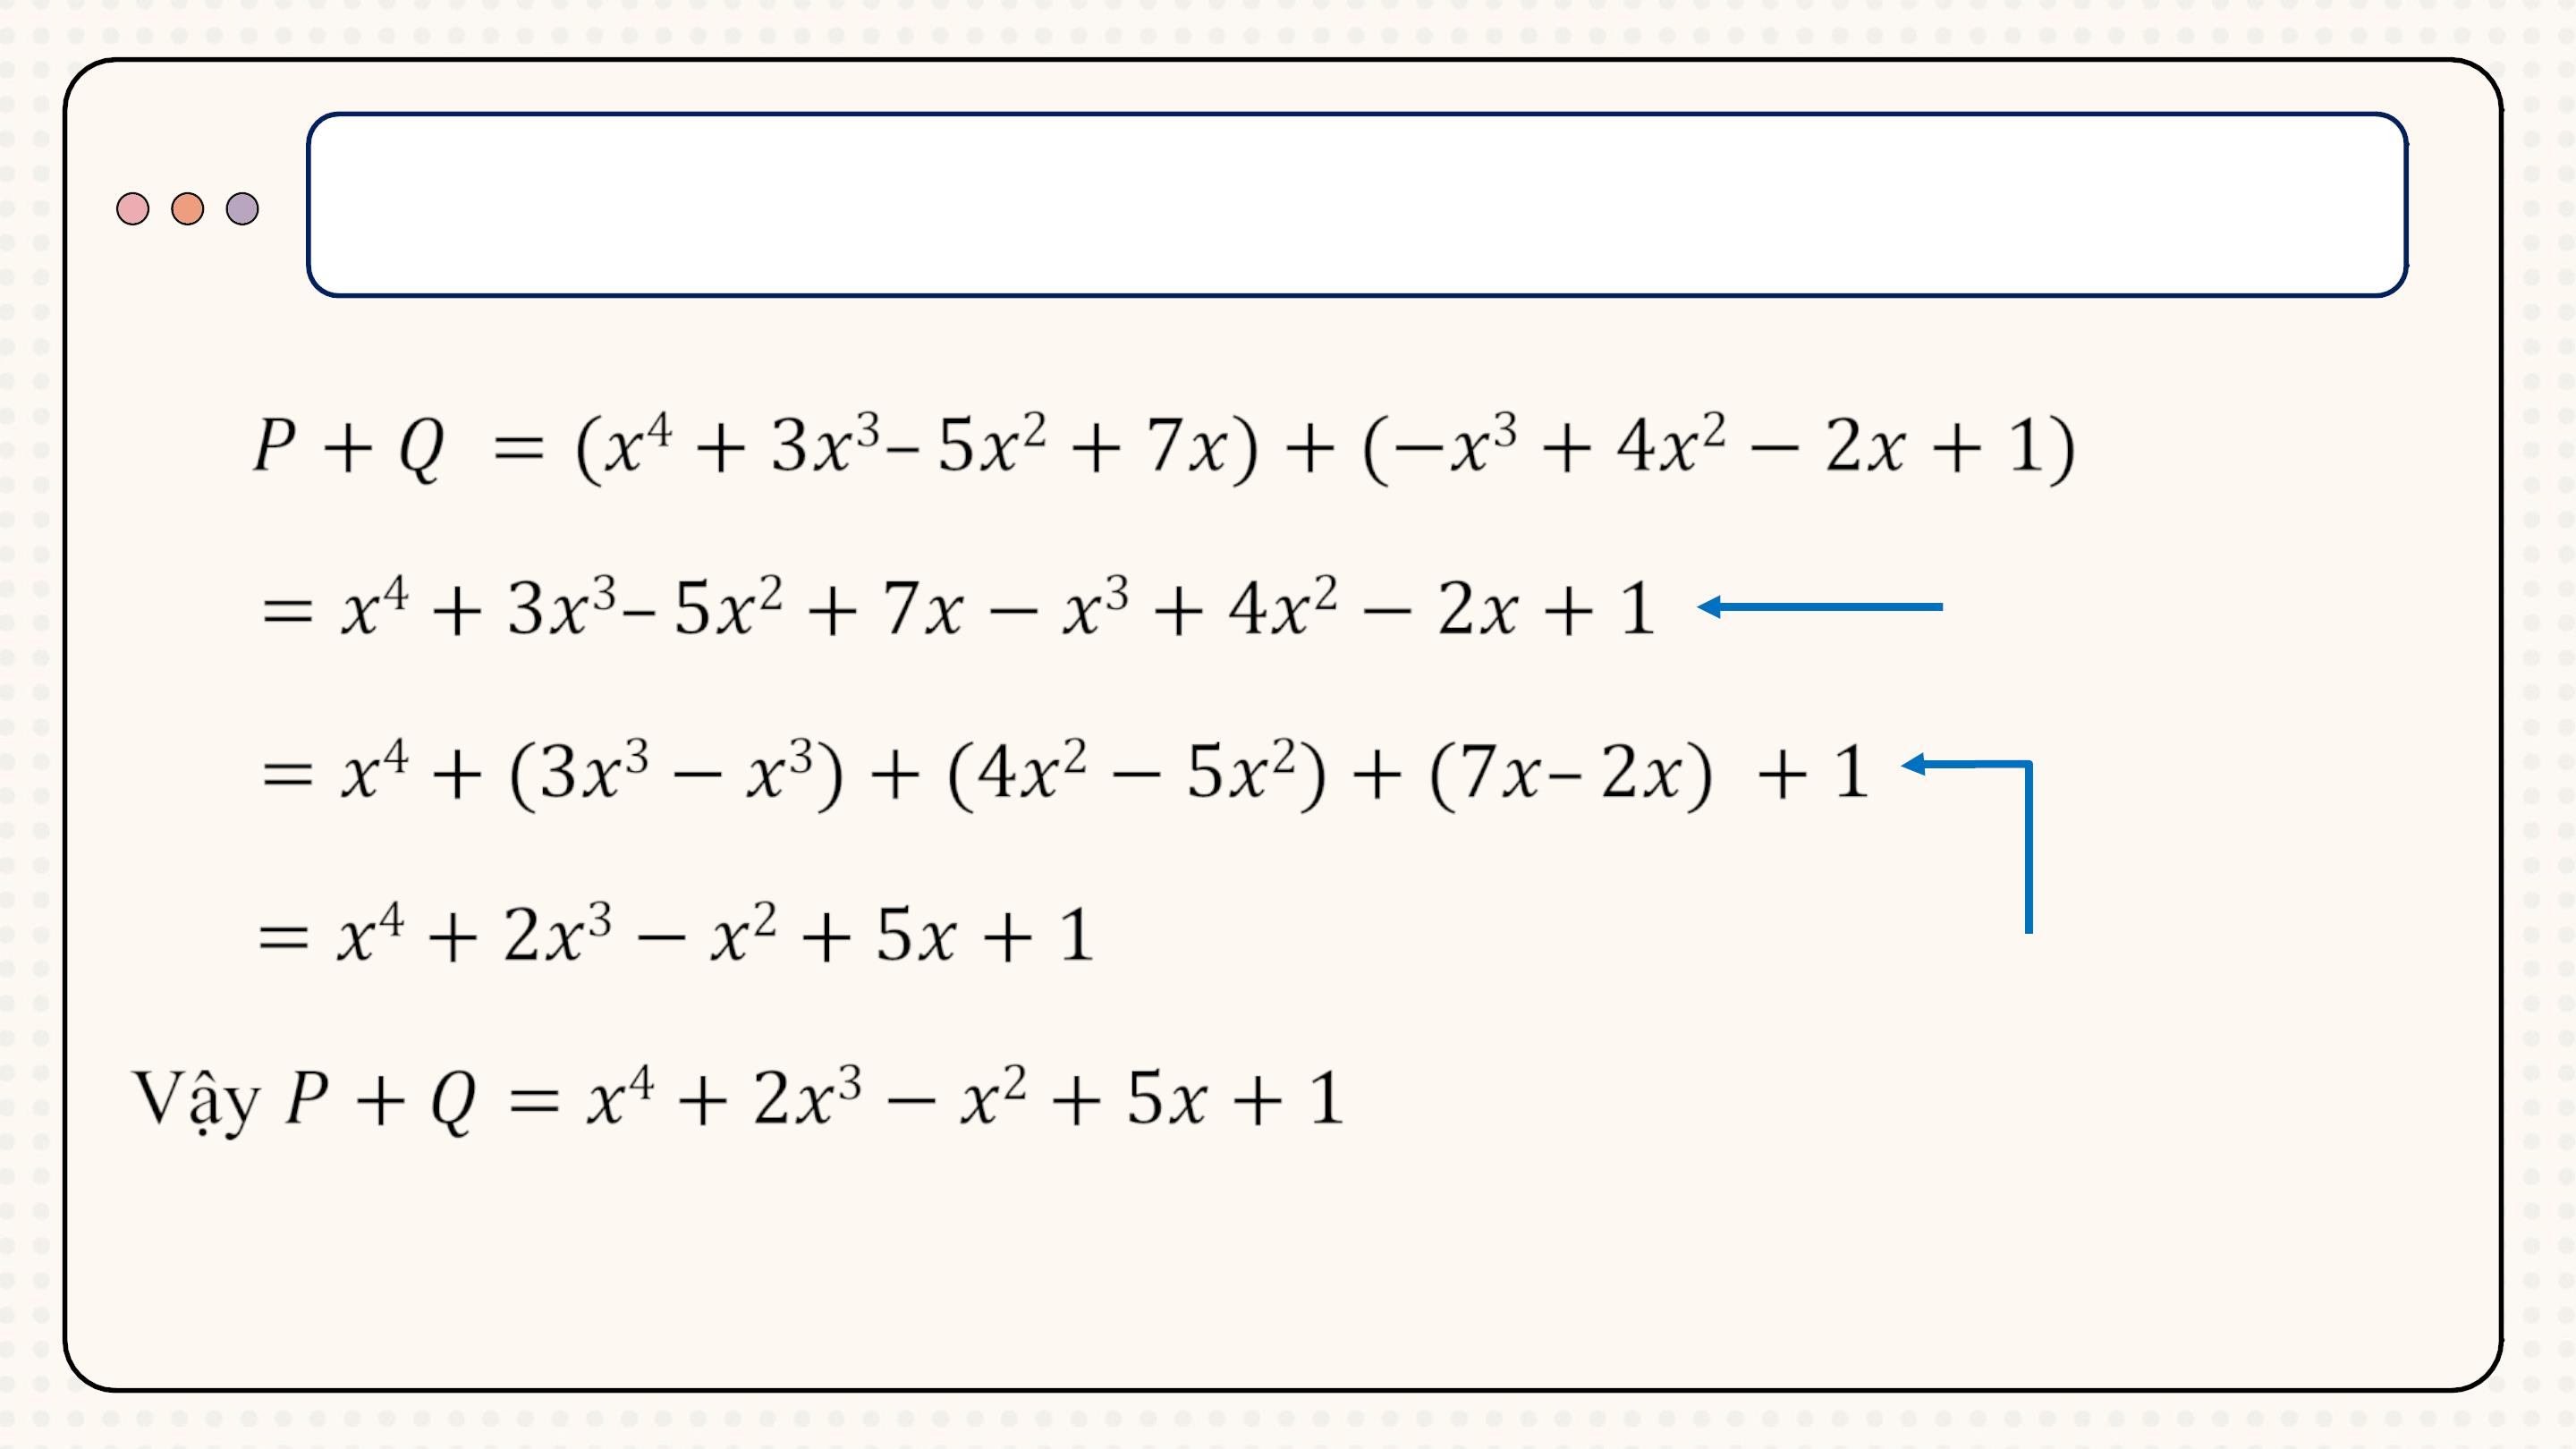 P + Q = (x⁴ + 3x³– 5x² + 7x) + (−x³ + 4x² − 2x + 1)
= x⁴ + 3x³– 5x² + 7x − x³ + 4x² − 2x + 1
= x⁴ + (3x³ − x³) + (4x² − 5x²) + (7x– 2x) + 1
= x⁴ + 2x³ − x² + 5x + 1
Vậy P + Q = x⁴ + 2x³ − x² + 5x + 1